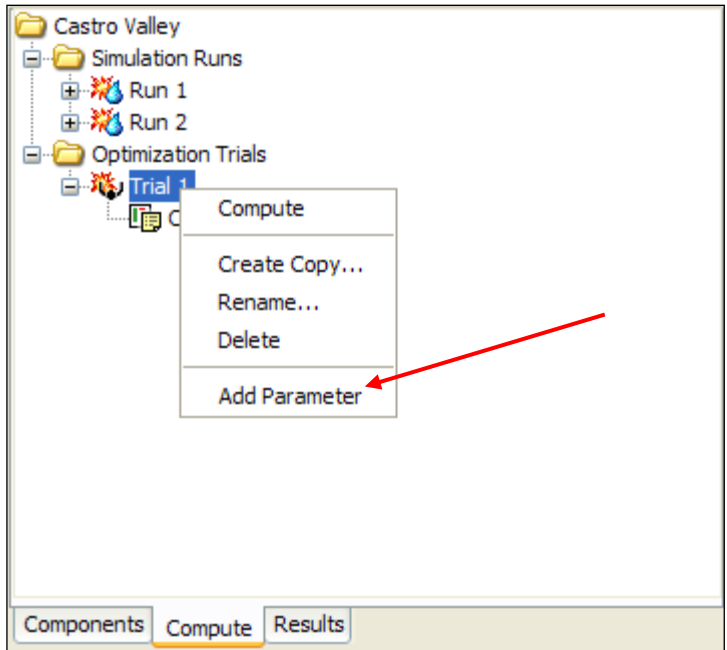 Castro Valley
Simulation Runs
Run 1
Run 2
Optimization Trials
Trial 1
Compute
Create Copy...
Rename...
Delete
Add Parameter
Components Compute Results